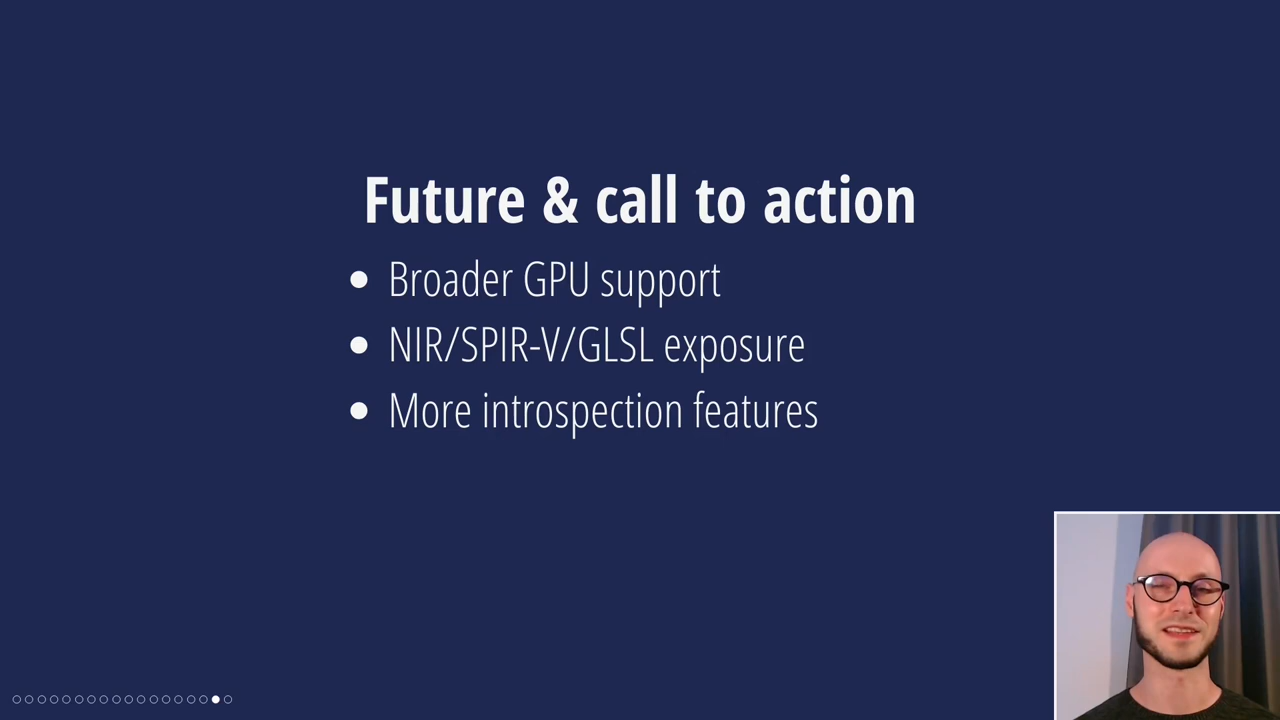 Future & call to action
Broader GPU support
NIR/SPIR-V/GLSL exposure
More introspection features